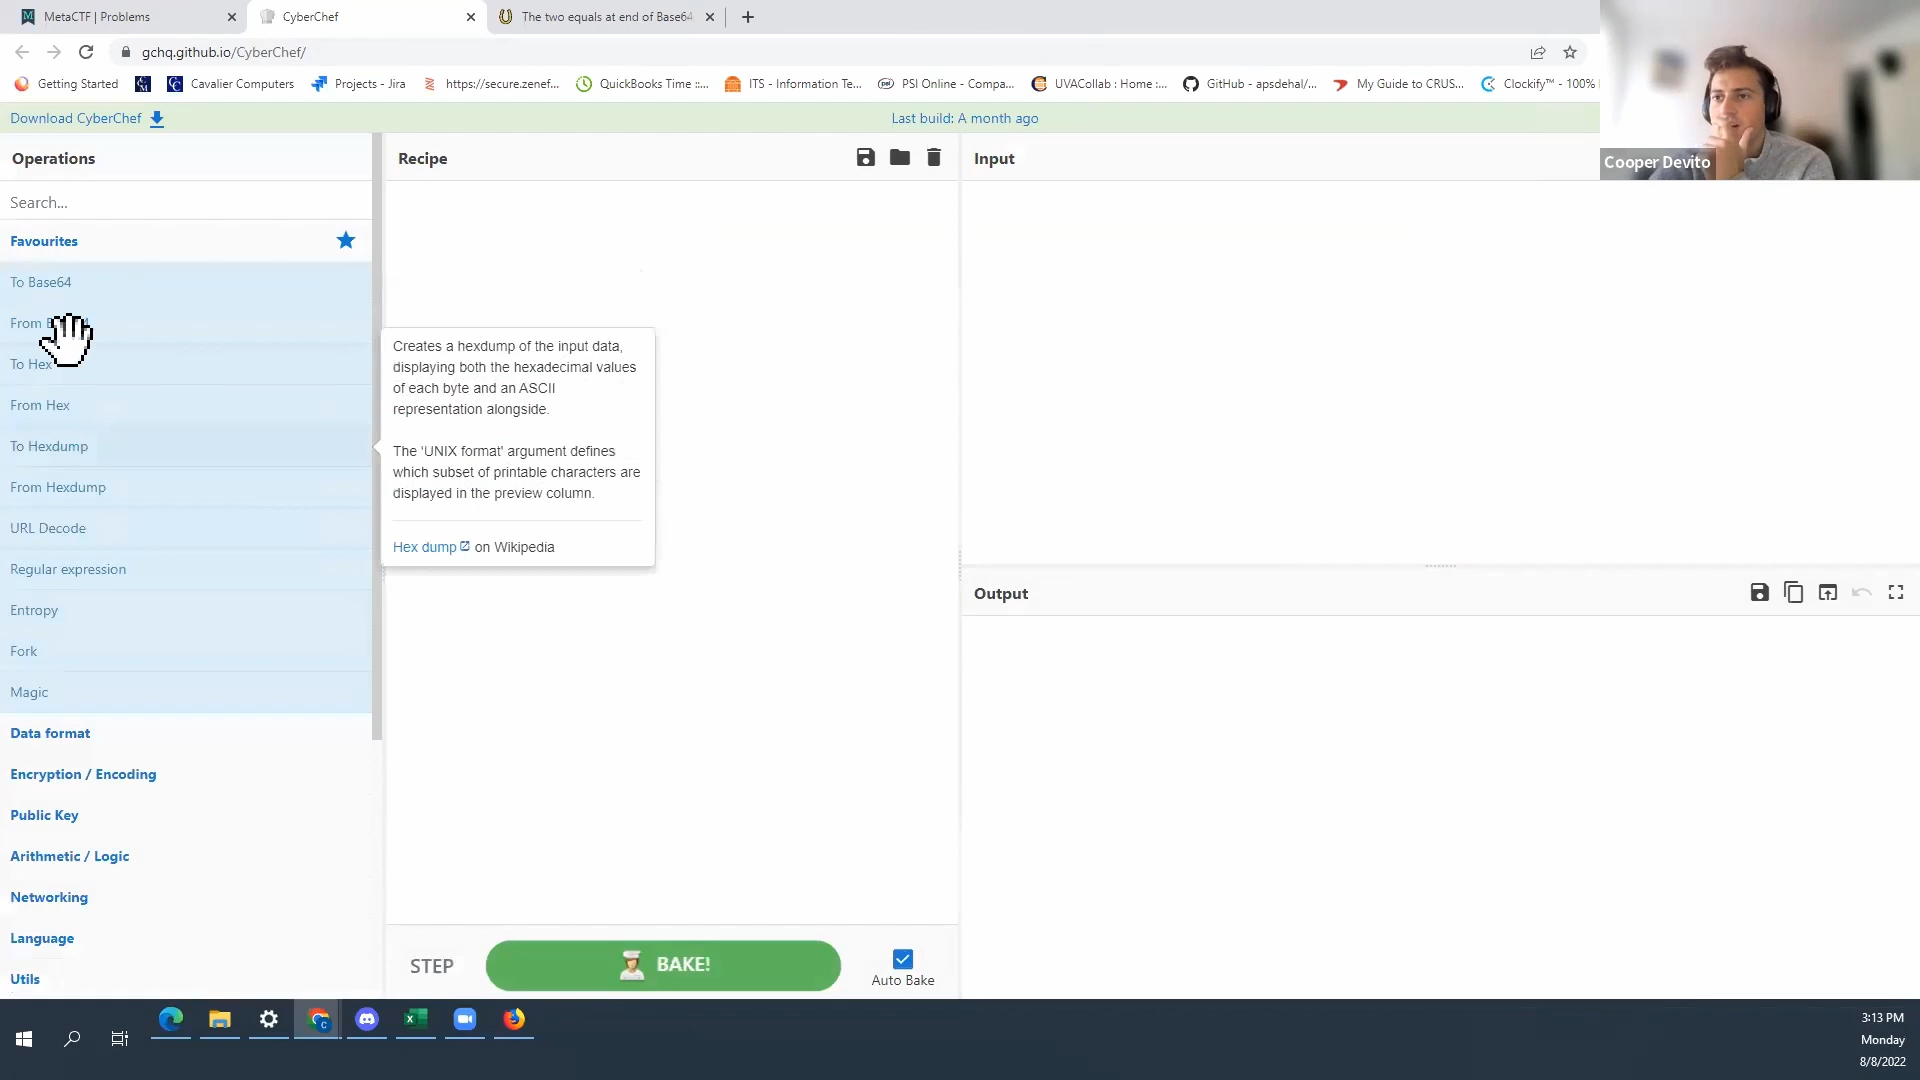 MetaCTF | Problems
CyberChef
The two equals at end of Base64
gchq.github.io/CyberChef/
Getting Started
Cavalier Computers
Projects - Jira
https://secure.zenef...
QuickBooks Time :...
ITS - Information Te...
PSI Online - Compa...
UVACollab : Home :...
GitHub - apsdehal/...
My Guide to CRUS...
Clockify™ - 100%
Download CyberChef
Last build: A month ago
Cooper Devito
Operations
Recipe
Input
Search...
Favourites
To Base64
From
To Hex
From Hex
To Hexdump
From Hexdump
URL Decode
Regular expression
Entropy
Fork
Magic
Data format
Encryption / Encoding
Public Key
Arithmetic / Logic
Networking
Language
Utils
Creates a hexdump of the input data,
displaying both the hexadecimal values
of each byte and an ASCII
representation alongside.
The 'UNIX format' argument defines
which subset of printable characters are
displayed in the preview column.
Hex dump on Wikipedia
Output
STEP
BAKE!
Auto Bake
3:13 PM
Monday
8/8/2022